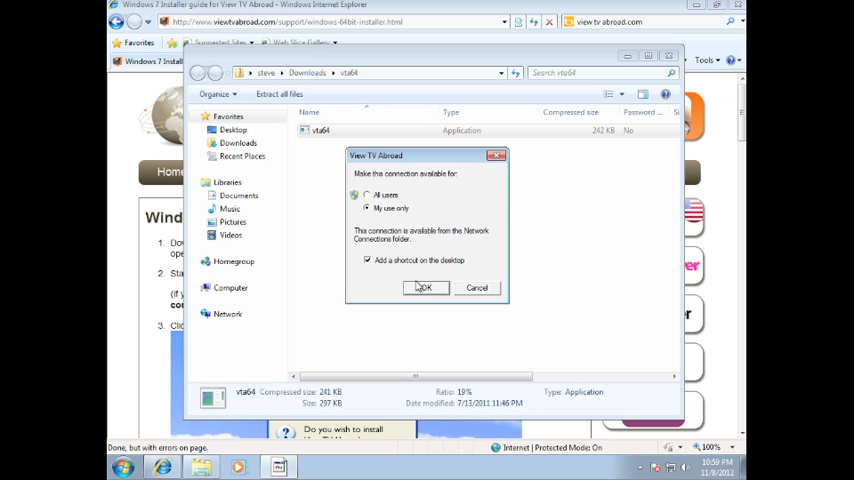 Windows 7 Installer guide for View TV Abroad - Windows Internet Explorer
http://www.viewtvabroad.com/support/windows-64bit-installer.html
view tv abroad.com
Favorites
Suggested Sites
Web Slice Gallery
Windows 7 Install
Tools
steve
Downloads
vta64
Search vta64
Organize
Extract all files
Name
Type
Compressed size
Password ...
Si
Favorites
vta64
Application
242 KB
No
Desktop
Downloads
Recent Places
View TV Abroad
Make this connection available for:
All users
My use only
Libraries
Documents
Music
Pictures
Videos
This connection is available from the Network
Connections folder.
Add a shortcut on the desktop
OK
Cancel
Homegroup
Computer
Network
Hom
Wind
1.
2. Sta
(if y
3. Clic
vta64
Compressed size: 241 KB
Ratio: 19%
Type: Application
Size: 297 KB
Date modified: 7/13/2011 11:46 PM
Do you wish to install
Done, but with errors on page.
Internet | Protected Mode: On
100%
10:59 PM
11/8/2012